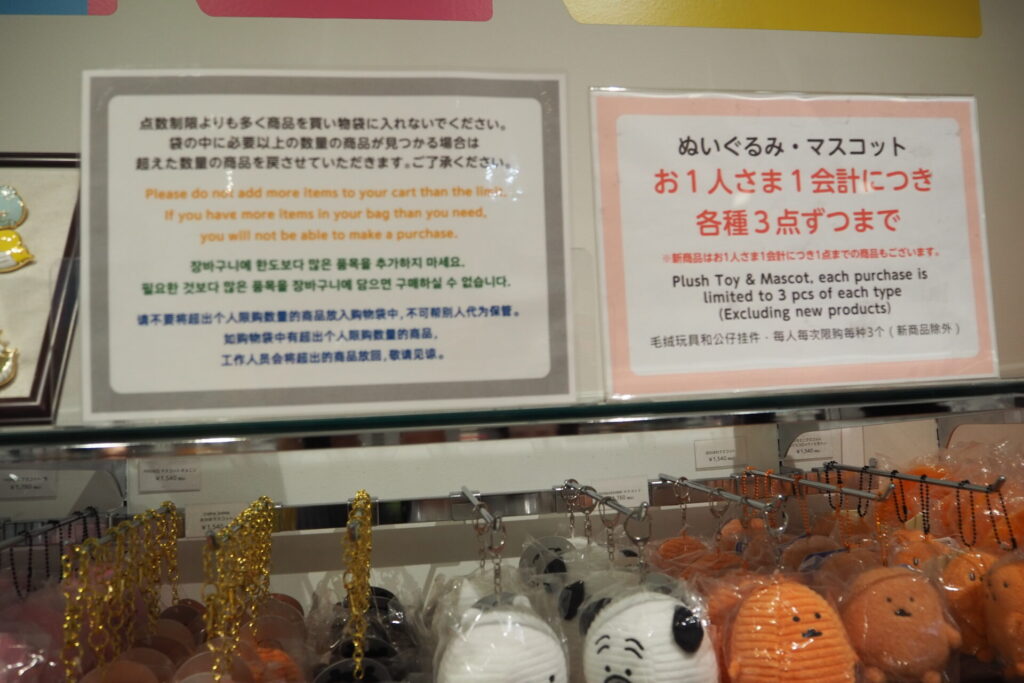 点数制限よりも多く商品を買い物袋に入れないでください。
袋の中に必要以上の数量の商品が見つかる場合は
超えた数量の商品を戻させていただきます。ご了承ください。
Please do not add more items to your cart than the limit.
If you have more items in your bag than you need,
you will not be able to make a purchase.
장바구니에 한도보다 많은 품목을 추가하지 마세요.
필요한 것보다 많은 품목을 장바구니에 담으면 구매하실 수 없습니다.
请不要将超出个人限购数量的商品放入购物袋中,不可帮别人代为保管。
如购物袋中有超出个人限购数量的商品,
工作人员会将超出的商品放回,敬请见谅。
ぬいぐるみ・マスコット
お1人さま1会計につき
各種3点ずつまで
※新商品はお1人さま1会計につき1点までの商品もございます。
Plush Toy & Mascot, each purchase is
limited to 3 pcs of each type
(Excluding new products)
毛绒玩具和公仔挂件・每人每次限购每种3个(新商品除外)
¥1,540
¥1,540
¥1,540